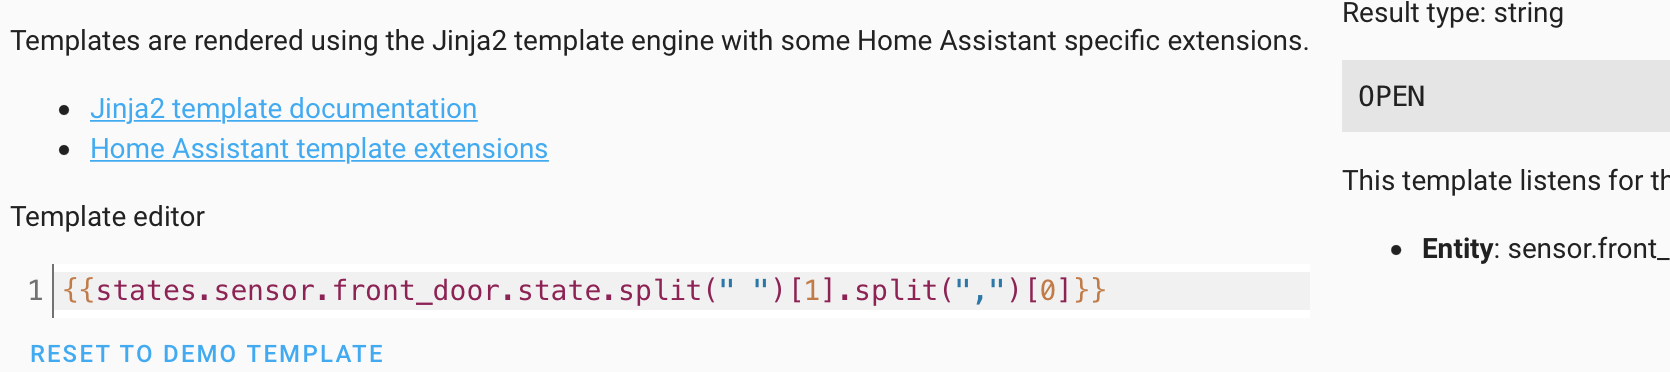 Templates are rendered using the Jinja2 template engine with some Home Assistant specific extensions.
Jinja2 template documentation
Home Assistant template extensions
Template editor
1 {{states.sensor.front_door.state.split(" ")[1].split(",")[0]}}
RESET TO DEMO TEMPLATE
Result type: string
OPEN
This template listens for th
Entity: sensor.front_